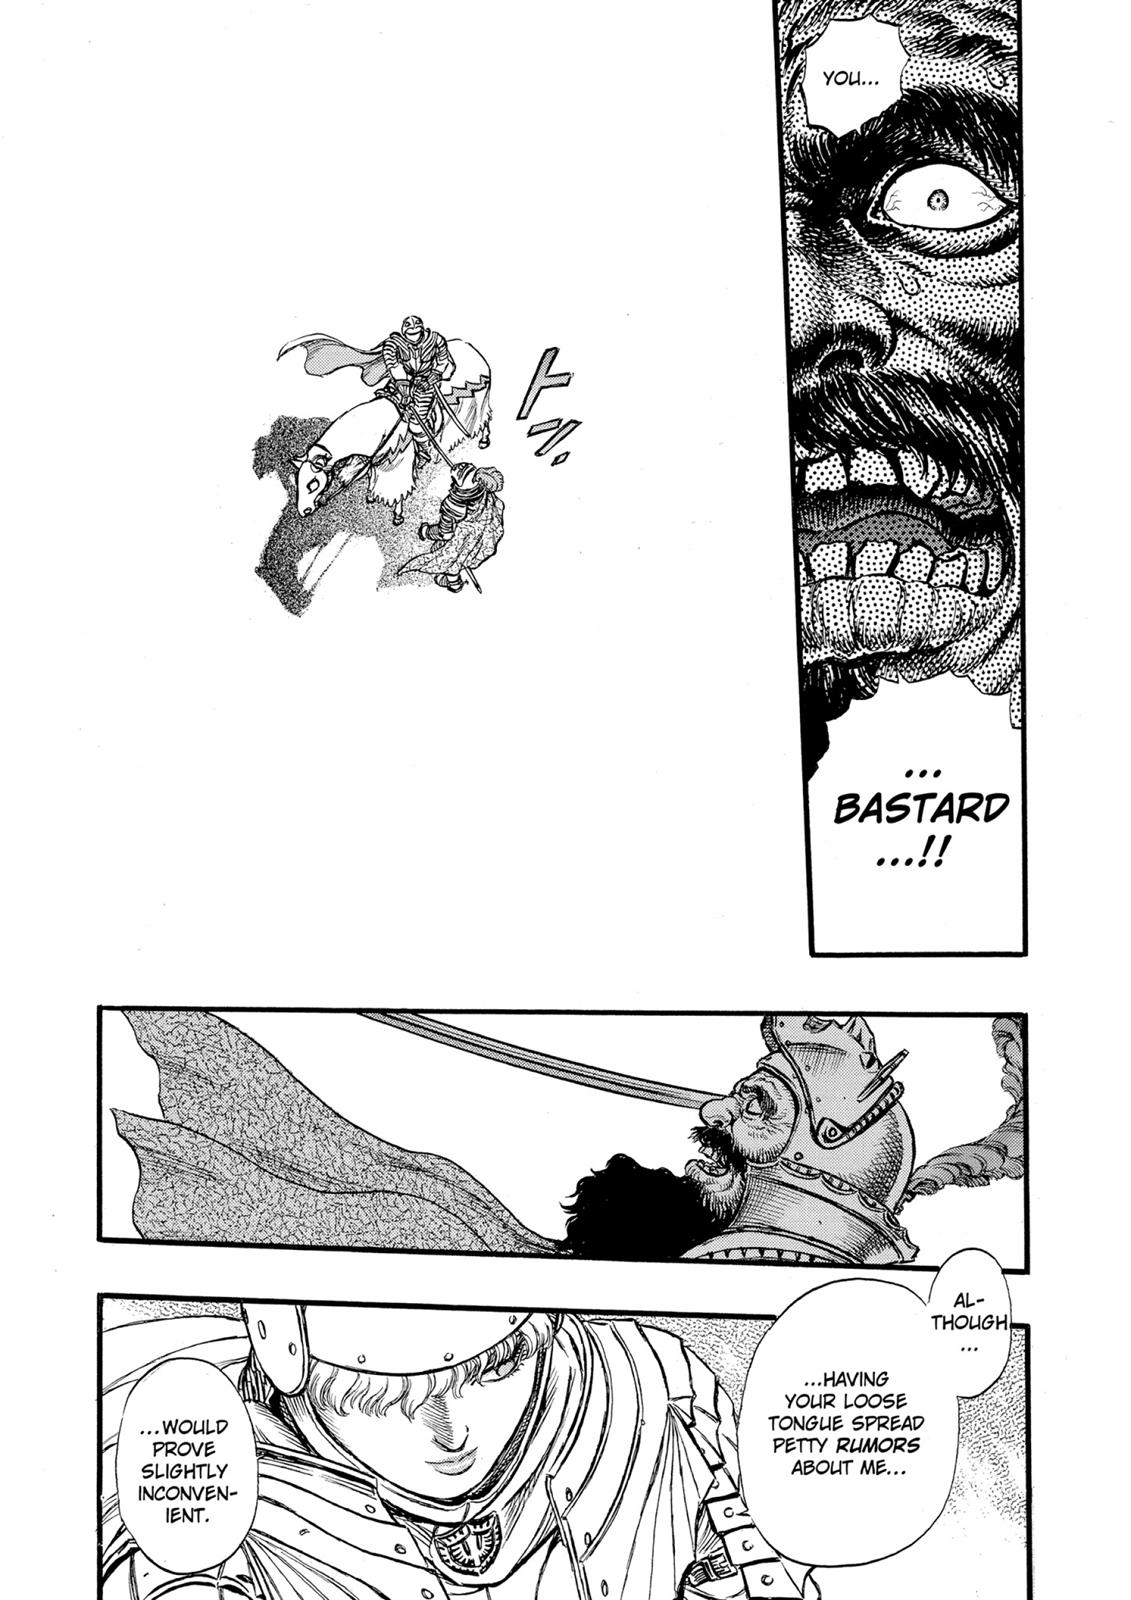 YOU...
...
BASTARD
...!!
トッ.
AL-
THOUGH
...
...HAVING
YOUR LOOSE
TONGUE SPREAD
PETTY RUMORS
ABOUT ME...
...WOULD
PROVE
SLIGHTLY
INCONVEN-
IENT.